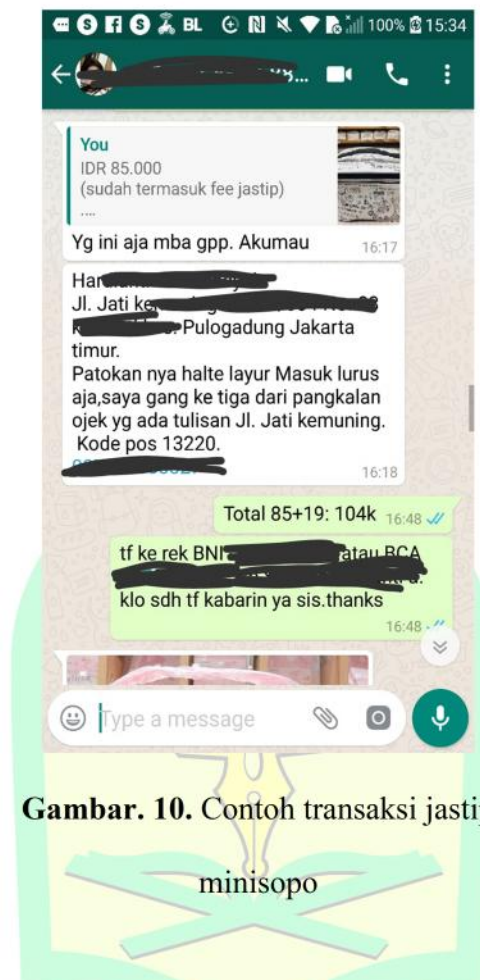 BL 100% 15:34
You
IDR 85.000
(sudah termasuk fee jastip)
....
Yg ini aja mba gpp. Akumau 16:17
Jl. Jati
Pulogadung Jakarta
timur.
Patokan nya halte layur Masuk lurus
aja,saya gang ke tiga dari pangkalan
ojek yg ada tulisan Jl. Jati kemuning.
Kode pos 13220.
16:18
Total 85+19: 104k 16:48
tf ke rek BNI atau BCA
klo sdh tf kabarin ya sis.thanks
16:48
Type a message
Gambar. 10. Contoh transaksi jasti
minisopo